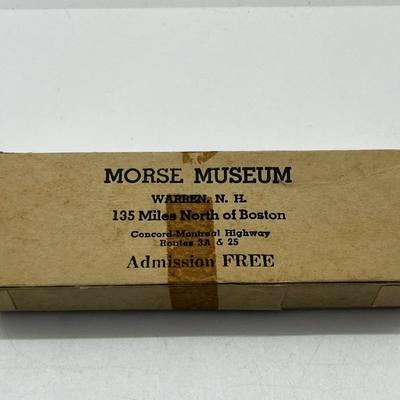 MORSE MUSEUM
WARREN, N. H.
135 Miles North of Boston
Concord-Montreal Highway
Routes 3A & 25
Admission FREE